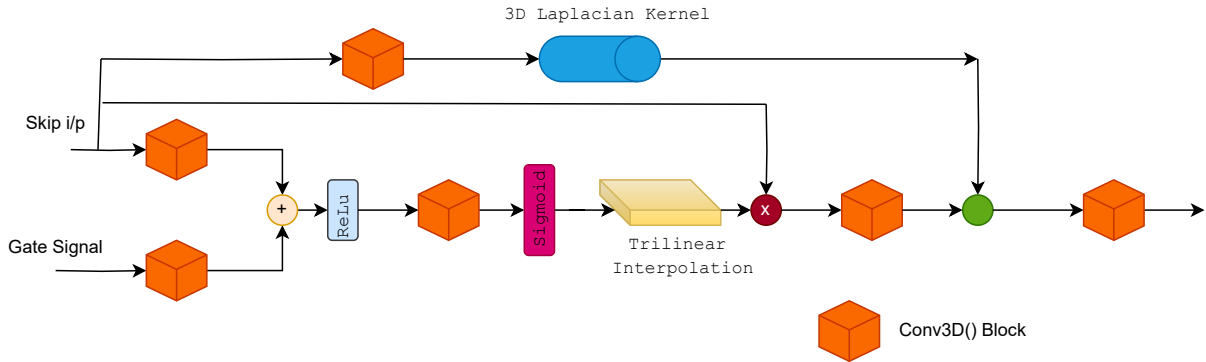 3D Laplacian Kernel
Skip i/p
+
ReLu
Sigmoid
X
Gate Signal
Trilinear
Interpolation
Conv3D() Block